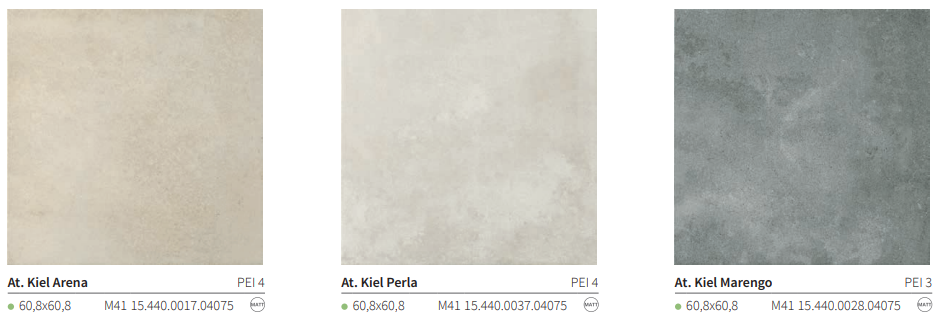 At. Kiel Arena PEI 4
60,8x60,8 M41 15.440.0017.04075 MATT
At. Kiel Perla PEI 4
60,8x60,8 M41 15.440.0037.04075 MATT
At. Kiel Marengo PEI 3
60,8x60,8 M41 15.440.0028.04075 MATT